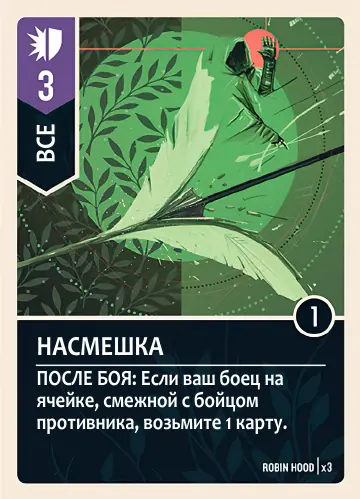 3
ВСЕ
1
НАСМЕШКА
ПОСЛЕ БОЯ: Если ваш боец на
ячейке, смежной с бойцом
противника, возьмите 1 карту.
ROBIN HOOD | x3